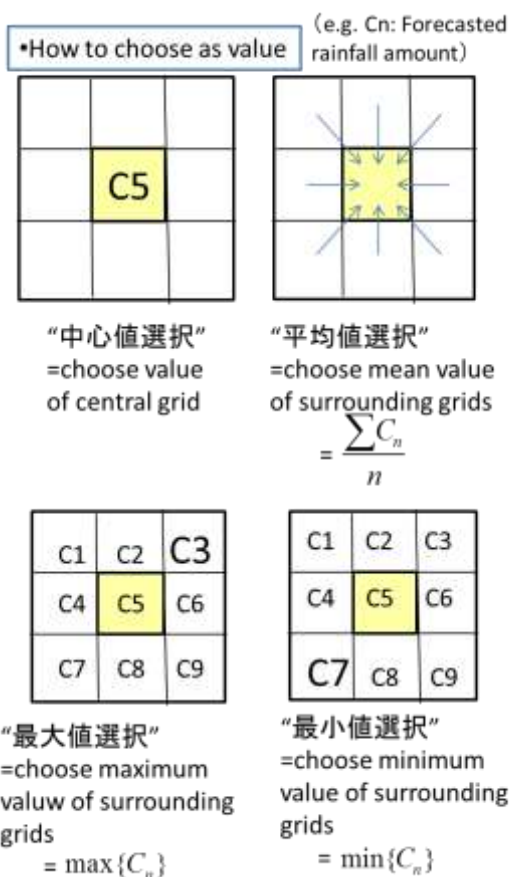 •How to choose as value
（e.g. Cn: Forecasted
rainfall amount）
C5
“中心値選択”
=choose value
of central grid
“平均値選択”
=choose mean value
of surrounding grids
= ∑Cn / n
C1 C2 C3
C4 C5 C6
C7 C8 C9
“最大値選択”
=choose maximum
valuw of surrounding
grids
= max{Cn}
C1 C2 C3
C4 C5 C6
C7 C8 C9
“最小値選択”
=choose minimum
value of surrounding
grids
= min{Cn}